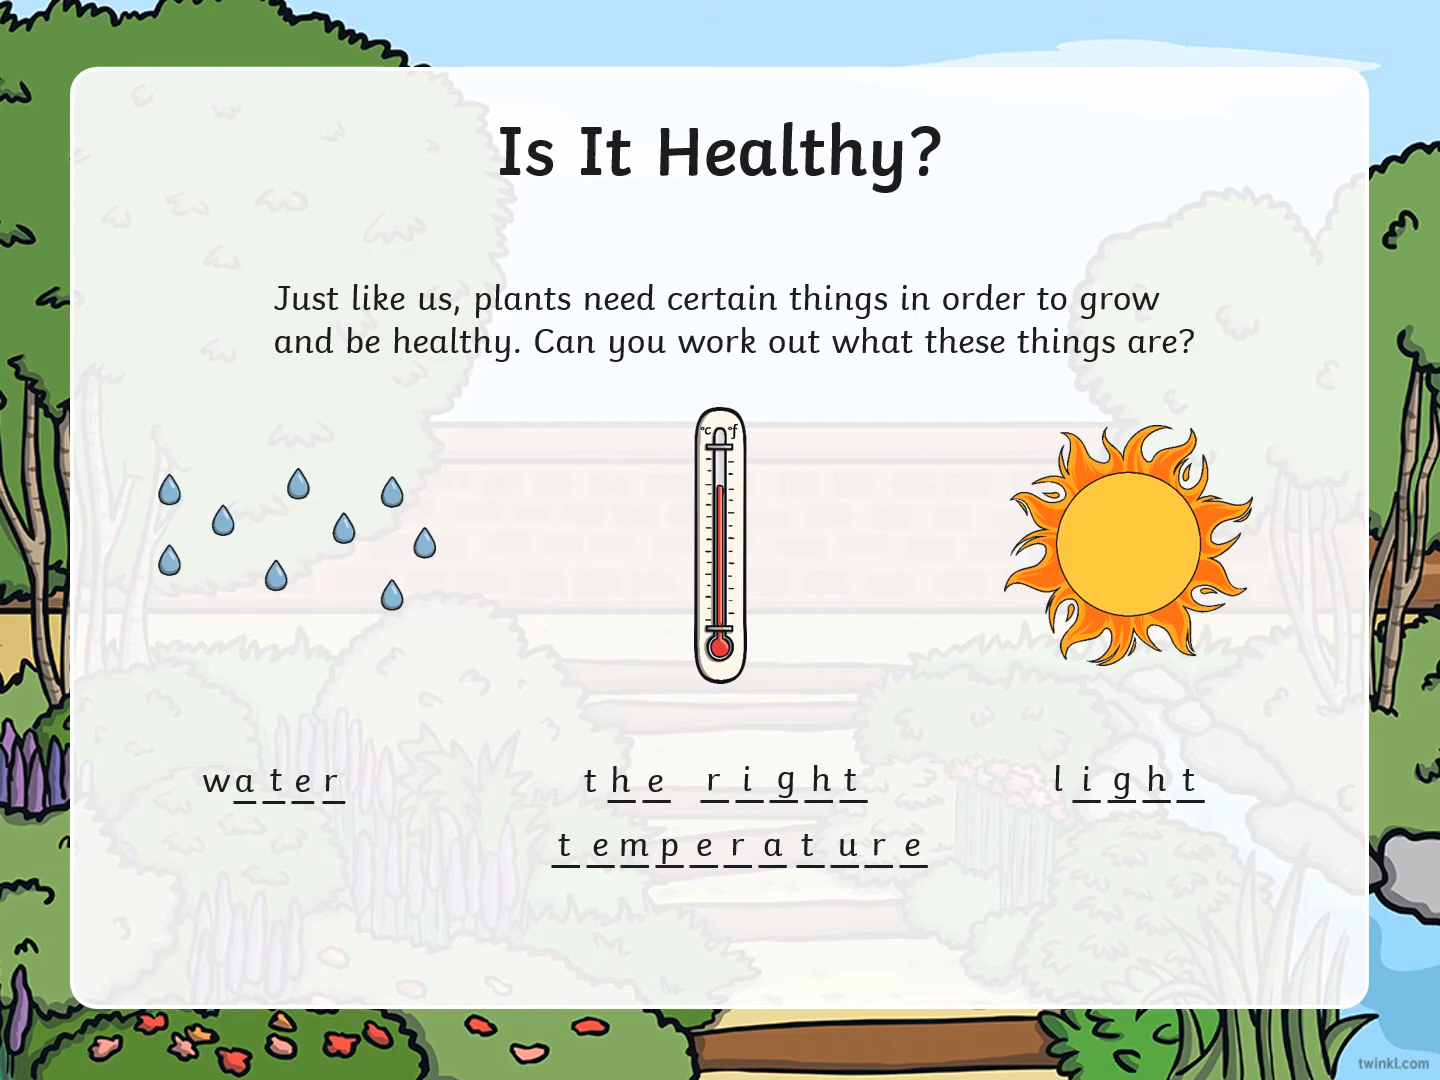 Is It Healthy?
Just like us, plants need certain things in order to grow
and be healthy. Can you work out what these things are?
°c °f
water
the right
temperature
light
twinkl.com